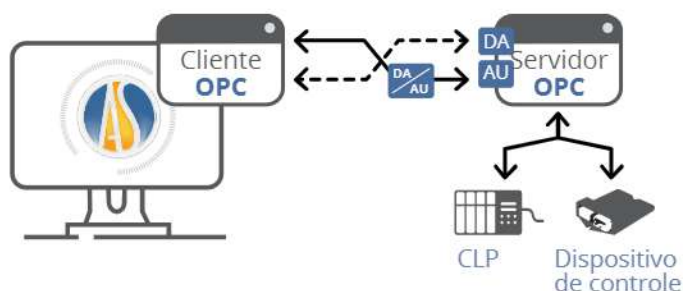 Cliente
OPC
DA
AU
DA
AU
Servidor
OPC
CLP
Dispositivo
de controle